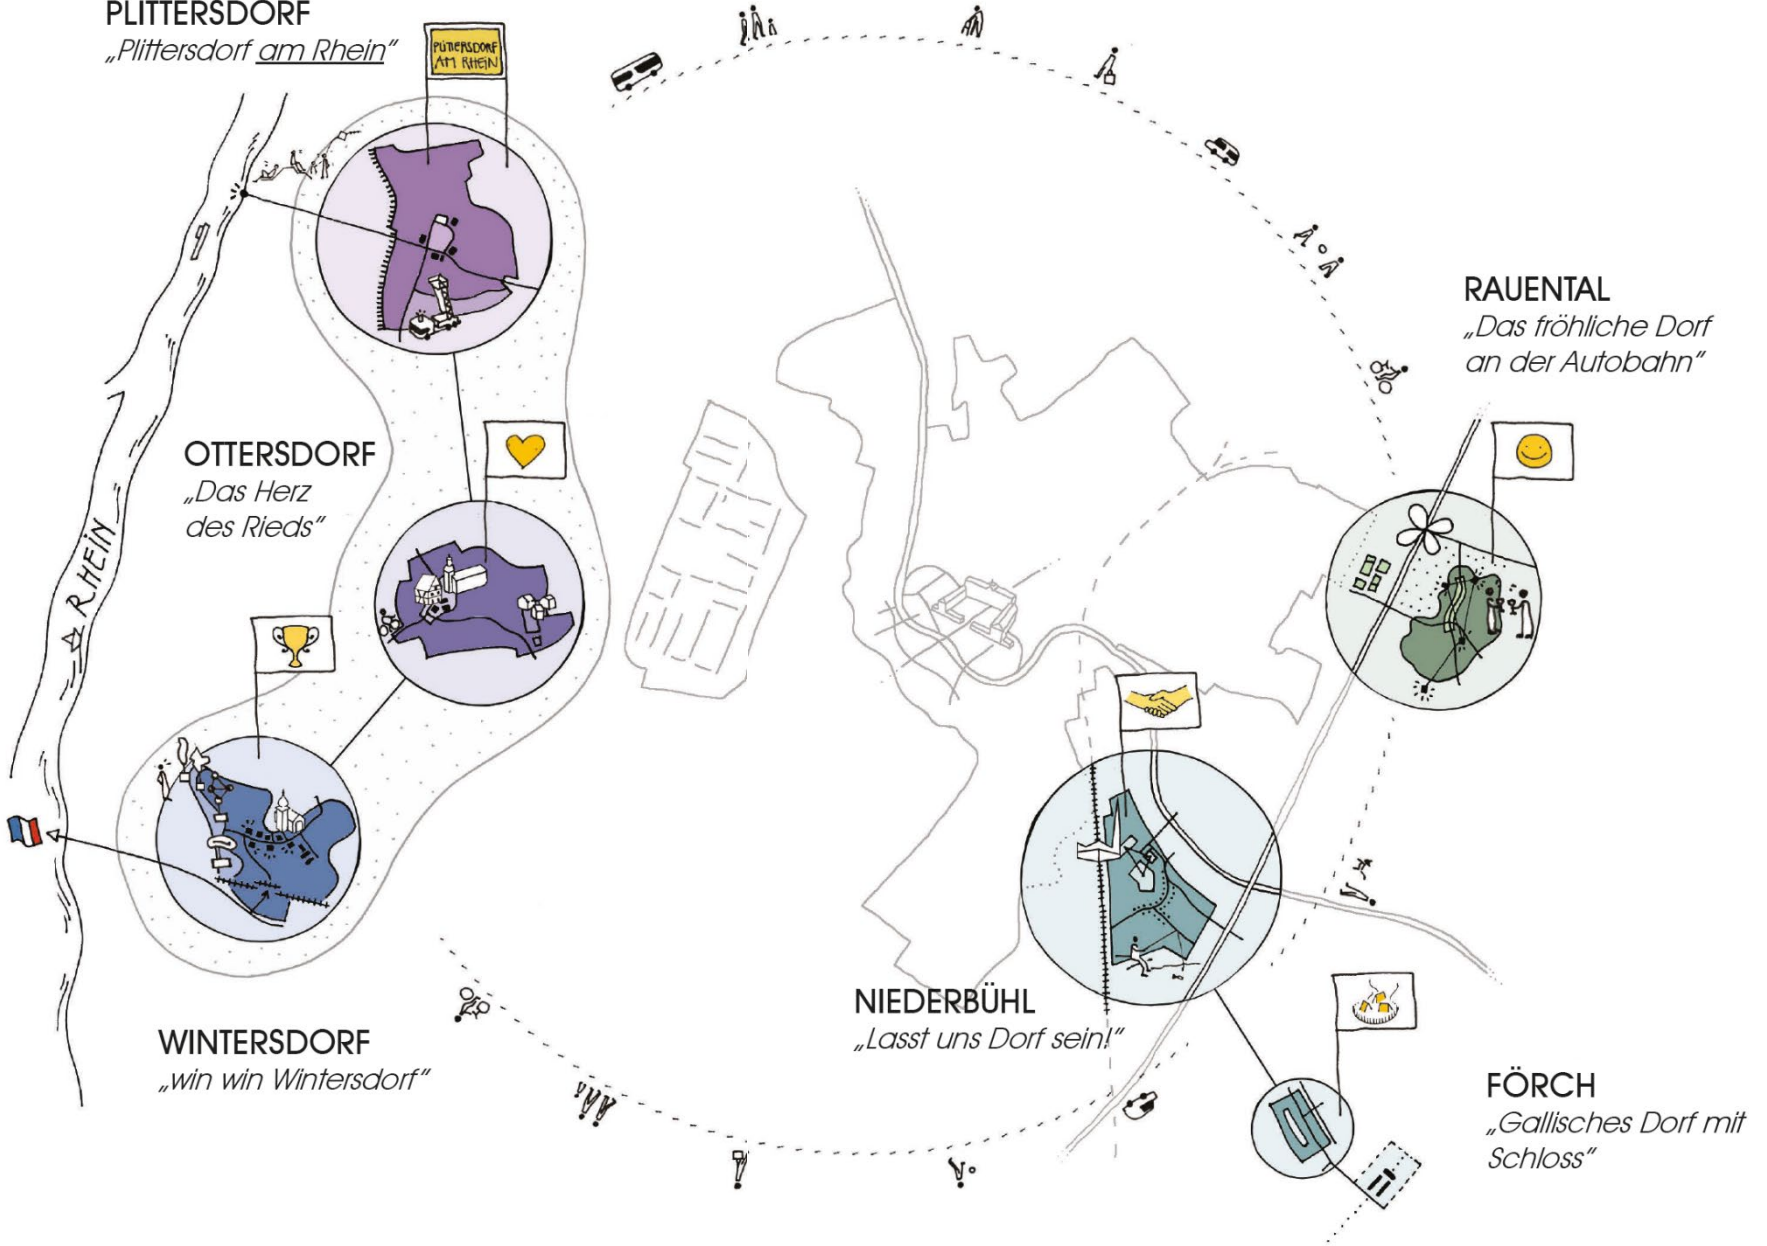 PLITTERSDORF
„Plittersdorf am Rhein“
PLITTERSDORF
AM RHEIN
RAUENTAL
„Das fröhliche Dorf
an der Autobahn“
OTTERSDORF
„Das Herz
des Rieds“
RHEIN
WINTERSDORF
„win win Wintersdorf“
NIEDERBÜHL
„Lasst uns Dorf sein!“
FÖRCH
„Gallisches Dorf mit
Schloss“